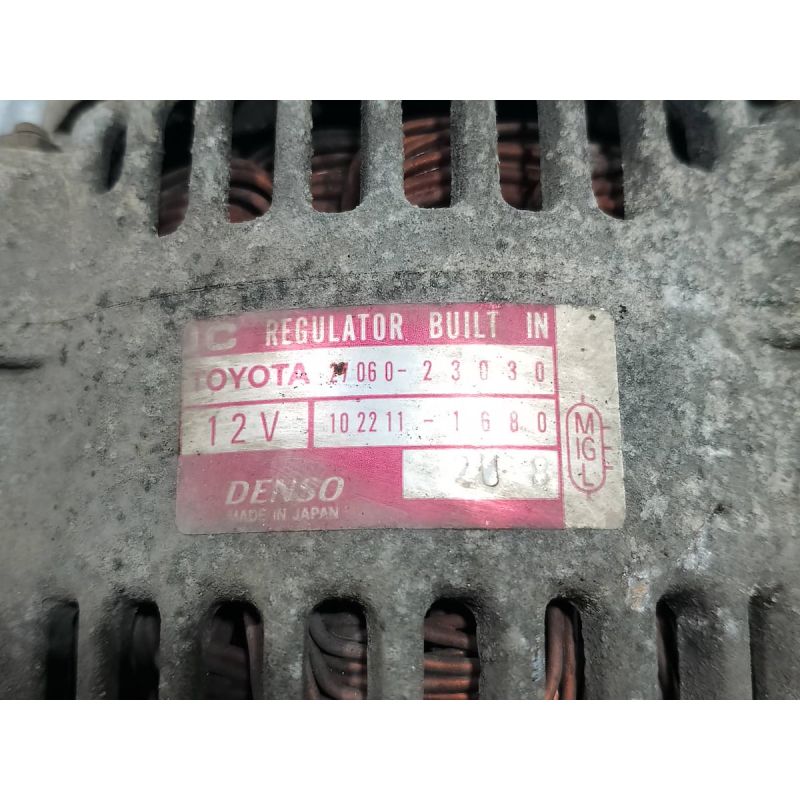 IC REGULATOR BUILT IN
TOYOTA 27060-23030
12V 102211-1680
M
IG
L
DENSO
MADE IN JAPAN